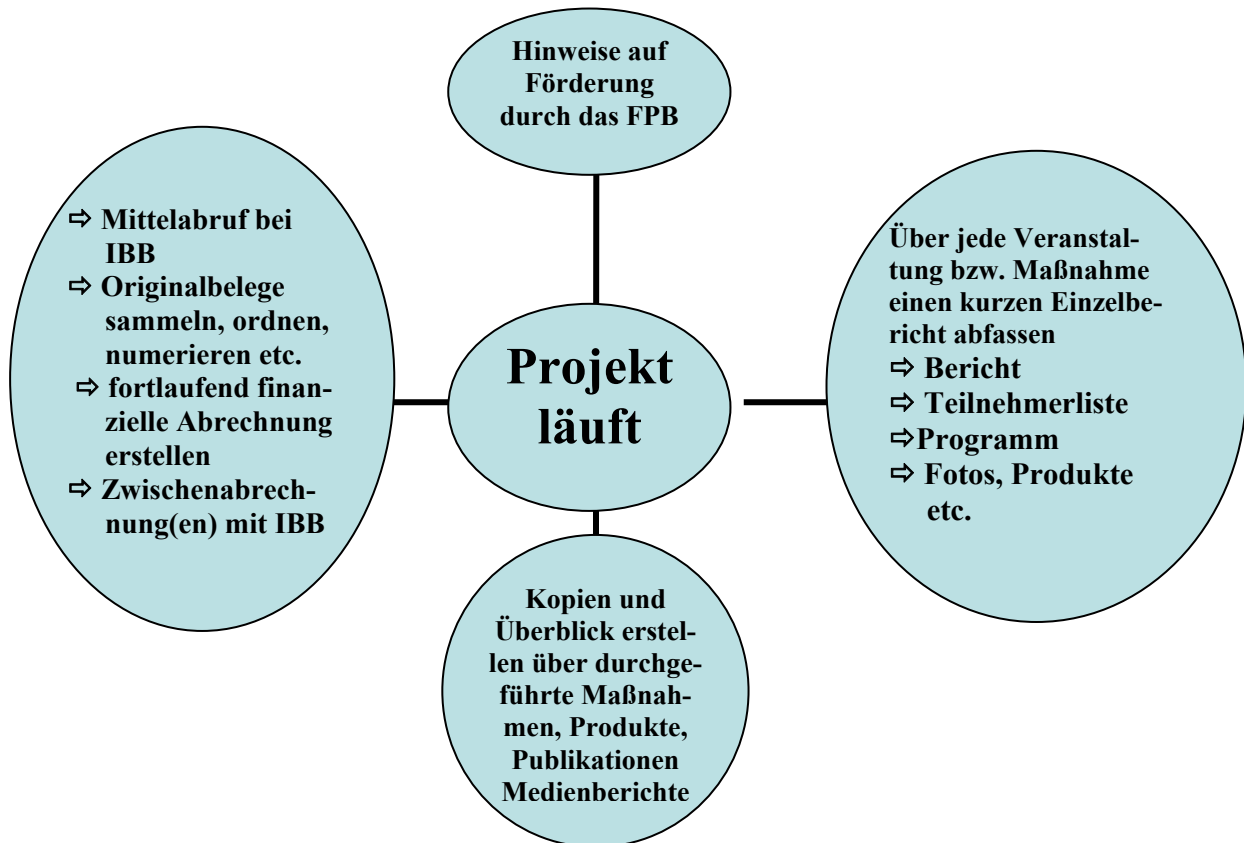 Hinweise auf
Förderung
durch das FPB
⇨ Mittelabruf bei
IBB
⇨ Originalbelege
sammeln, ordnen,
numerieren etc.
⇨ fortlaufend finan-
zielle Abrechnung
erstellen
⇨ Zwischenabrech-
nung(en) mit IBB
Projekt
läuft
Über jede Veranstal-
tung bzw. Maßnahme
einen kurzen Einzelbe-
richt abfassen
⇨ Bericht
⇨ Teilnehmerliste
⇨Programm
⇨ Fotos, Produkte
etc.
Kopien und
Überblick erstel-
len über durchge-
führte Maßnah-
men, Produkte,
Publikationen
Medienberichte